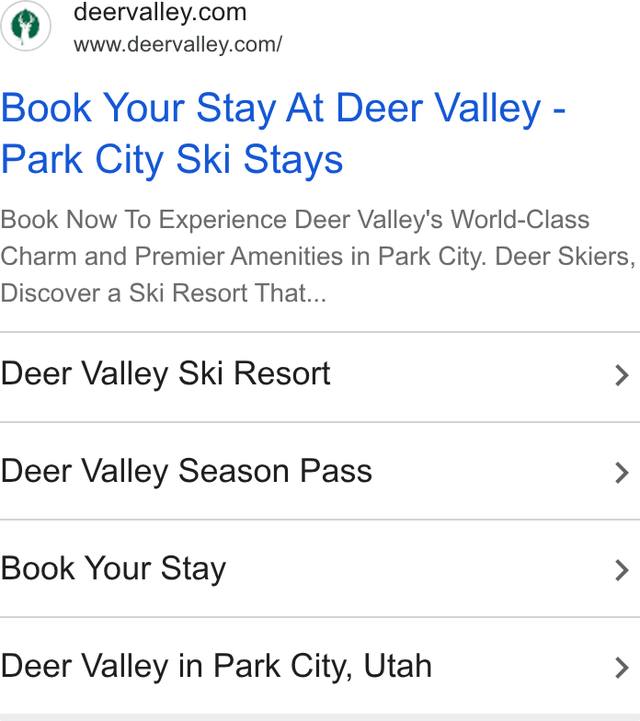 deervalley.com
www.deervalley.com/
Book Your Stay At Deer Valley -
Park City Ski Stays
Book Now To Experience Deer Valley's World-Class
Charm and Premier Amenities in Park City. Deer Skiers,
Discover a Ski Resort That...
Deer Valley Ski Resort
Deer Valley Season Pass
Book Your Stay
Deer Valley in Park City, Utah